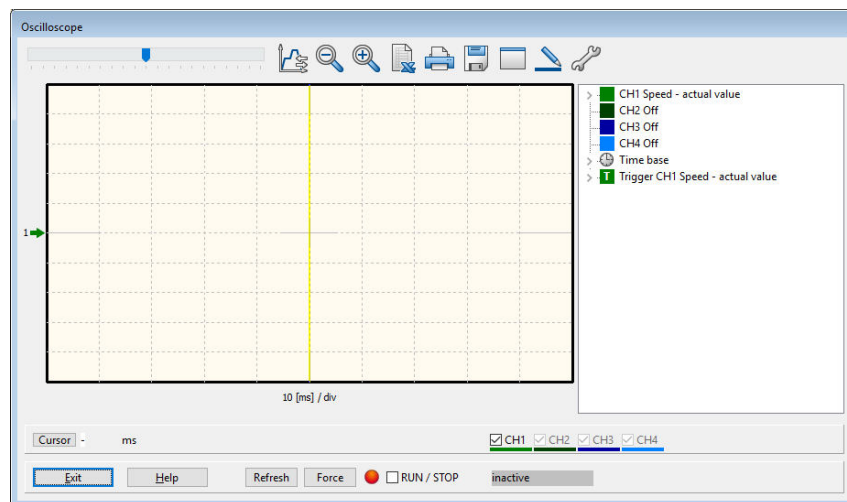 Oscilloscope
CH1 Speed - actual value
CH2 Off
CH3 Off
CH4 Off
Time base
T Trigger CH1 Speed - actual value
1
10 [ms] / div
Cursor - ms CH1 CH2 CH3 CH4
Exit Help Refresh Force RUN / STOP inactive